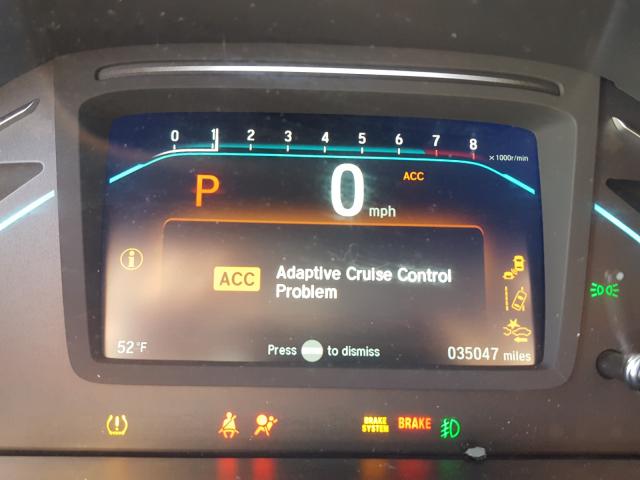 0 1 2 3 4 5 6 7 8
x1000r/min
P 0 mph ACC
ACC Adaptive Cruise Control
Problem
52°F Press to dismiss 035047 miles
BRAKE
SYSTEM
BRAKE